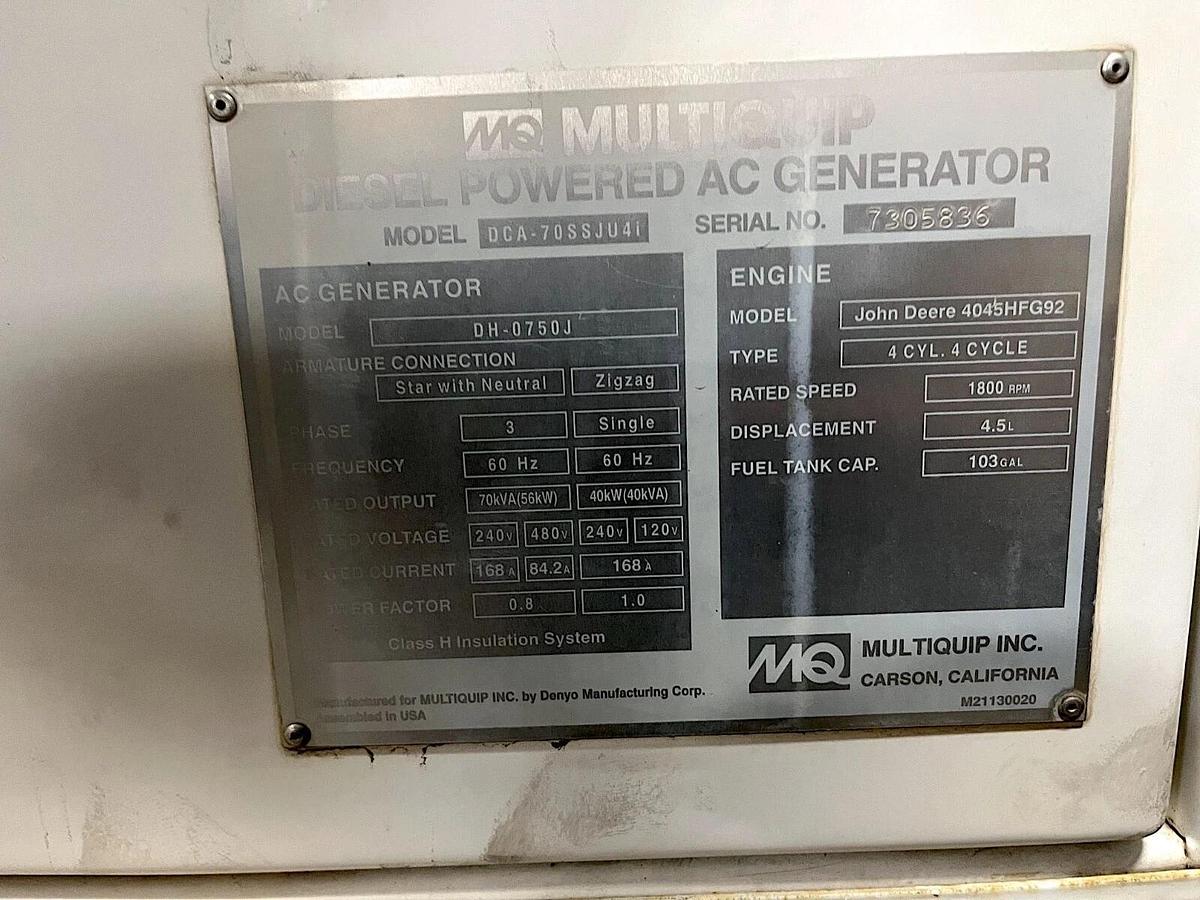 MQ MULTIQUIP
DIESEL POWERED AC GENERATOR
MODEL DCA-70SSJU4i SERIAL NO. 7305836
AC GENERATOR
MODEL DH-0750J
ARMATURE CONNECTION
Star with Neutral Zigzag
PHASE 3 Single
FREQUENCY 60 Hz 60 Hz
RATED OUTPUT 70kVA(56kW) 40kW(40kVA)
RATED VOLTAGE 240V 480V 240V 120V
RATED CURRENT 168A 84.2A 168A
POWER FACTOR 0.8 1.0
Class H Insulation System
ENGINE
MODEL John Deere 4045HFG92
TYPE 4 CYL. 4 CYCLE
RATED SPEED 1800 RPM
DISPLACEMENT 4.5L
FUEL TANK CAP. 103GAL
Manufactured for MULTIQUIP INC. by Denyo Manufacturing Corp.
Assembled in USA
MQ MULTIQUIP INC.
CARSON, CALIFORNIA
M21130020